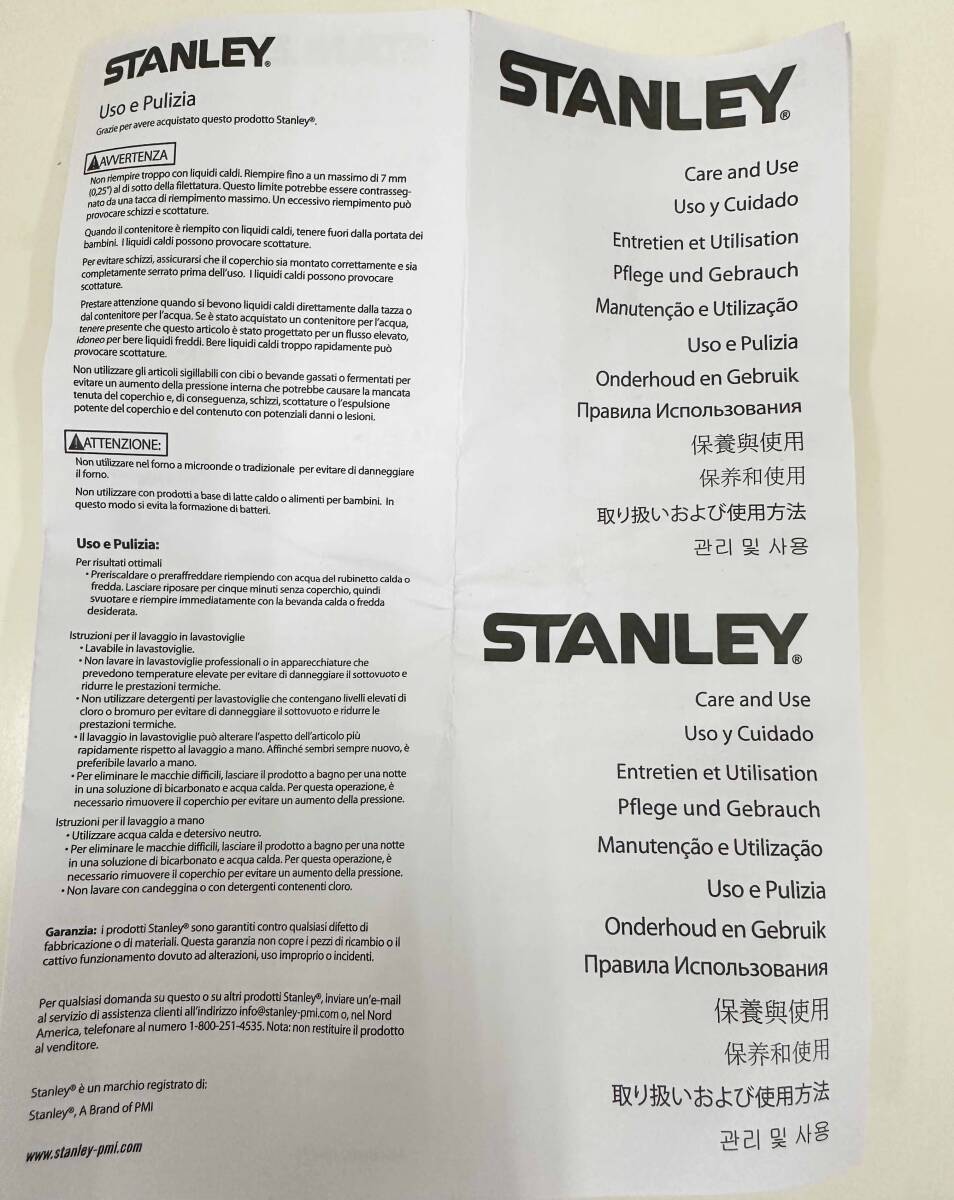 STANLEY®
Uso e Pulizia
Grazie per avere acquistato questo prodotto Stanley®.
AVVERTENZA
Non riempire troppo con liquidi caldi. Riempire fino a un massimo di 7 mm
(0,25") al di sotto della filettatura. Questo limite potrebbe essere contrasseg-
nato da una tacca di riempimento massimo. Un eccessivo riempimento può
provocare schizzi e scottature.
Quando il contenitore è riempito con liquidi caldi, tenere fuori dalla portata dei
bambini. I liquidi caldi possono provocare scottature.
Per evitare schizzi, assicurarsi che il coperchio sia montato correttamente e sia
completamente serrato prima dell'uso. I liquidi caldi possono provocare
scottature.
Prestare attenzione quando si bevono liquidi caldi direttamente dalla tazza o
dal contenitore per l'acqua. Se è stato acquistato un contenitore per l'acqua,
tenere presente che questo articolo è stato progettato per un flusso elevato,
idoneo per bere liquidi freddi. Bere liquidi caldi troppo rapidamente può
provocare scottature.
Non utilizzare gli articoli sigillabili con cibi o bevande gassati o fermentati per
evitare un aumento della pressione interna che potrebbe causare la mancata
tenuta del coperchio e, di conseguenza, schizzi, scottature o l'espulsione
potente del coperchio e del contenuto con potenziali danni o lesioni.
ATTENZIONE:
Non utilizzare nel forno a microonde o tradizionale per evitare di danneggiare
il forno.
Non utilizzare con prodotti a base di latte caldo o alimenti per bambini. In
questo modo si evita la formazione di batteri.
Uso e Pulizia:
Per risultati ottimali
• Preriscaldare o preraffreddare riempiendo con acqua del rubinetto calda o
fredda. Lasciare riposare per cinque minuti senza coperchio, quindi
svuotare e riempire immediatamente con la bevanda calda o fredda
desiderata.
Istruzioni per il lavaggio in lavastoviglie
• Lavabile in lavastoviglie.
• Non lavare in lavastoviglie professionali o in apparecchiature che
prevedono temperature elevate per evitare di danneggiare il sottovuoto e
ridurre le prestazioni termiche.
• Non utilizzare detergenti per lavastoviglie che contengano livelli elevati di
cloro o bromuro per evitare di danneggiare il sottovuoto e ridurre le
prestazioni termiche.
• Il lavaggio in lavastoviglie può alterare l'aspetto dell'articolo più
rapidamente rispetto al lavaggio a mano. Affinché sembri sempre nuovo, è
preferibile lavarlo a mano.
• Per eliminare le macchie difficili, lasciare il prodotto a bagno per una notte
in una soluzione di bicarbonato e acqua calda. Per questa operazione, è
necessario rimuovere il coperchio per evitare un aumento della pressione.
Istruzioni per il lavaggio a mano
• Utilizzare acqua calda e detersivo neutro.
• Per eliminare le macchie difficili, lasciare il prodotto a bagno per una notte
in una soluzione di bicarbonato e acqua calda. Per questa operazione, è
necessario rimuovere il coperchio per evitare un aumento della pressione.
• Non lavare con candeggina o con detergenti contenenti cloro.
Garanzia: i prodotti Stanley® sono garantiti contro qualsiasi difetto di
fabbricazione o di materiali. Questa garanzia non copre i pezzi di ricambio o il
cattivo funzionamento dovuto ad alterazioni, uso improprio o incidenti.
Per qualsiasi domanda su questo o su altri prodotti Stanley®, inviare un'e-mail
al servizio di assistenza clienti all'indirizzo info@stanley-pmi.com o, nel Nord
America, telefonare al numero 1-800-251-4535. Nota: non restituire il prodotto
al venditore.
Stanley® è un marchio registrato di:
Stanley®, A Brand of PMI
www.stanley-pmi.com
STANLEY®
Care and Use
Uso y Cuidado
Entretien et Utilisation
Pflege und Gebrauch
Manutenção e Utilização
Uso e Pulizia
Onderhoud en Gebruik
Правила Использования
保養與使用
保养和使用
取り扱いおよび使用方法
관리 및 사용
STANLEY®
Care and Use
Uso y Cuidado
Entretien et Utilisation
Pflege und Gebrauch
Manutenção e Utilização
Uso e Pulizia
Onderhoud en Gebruik
Правила Использования
保養與使用
保养和使用
取り扱いおよび使用方法
관리 및 사용